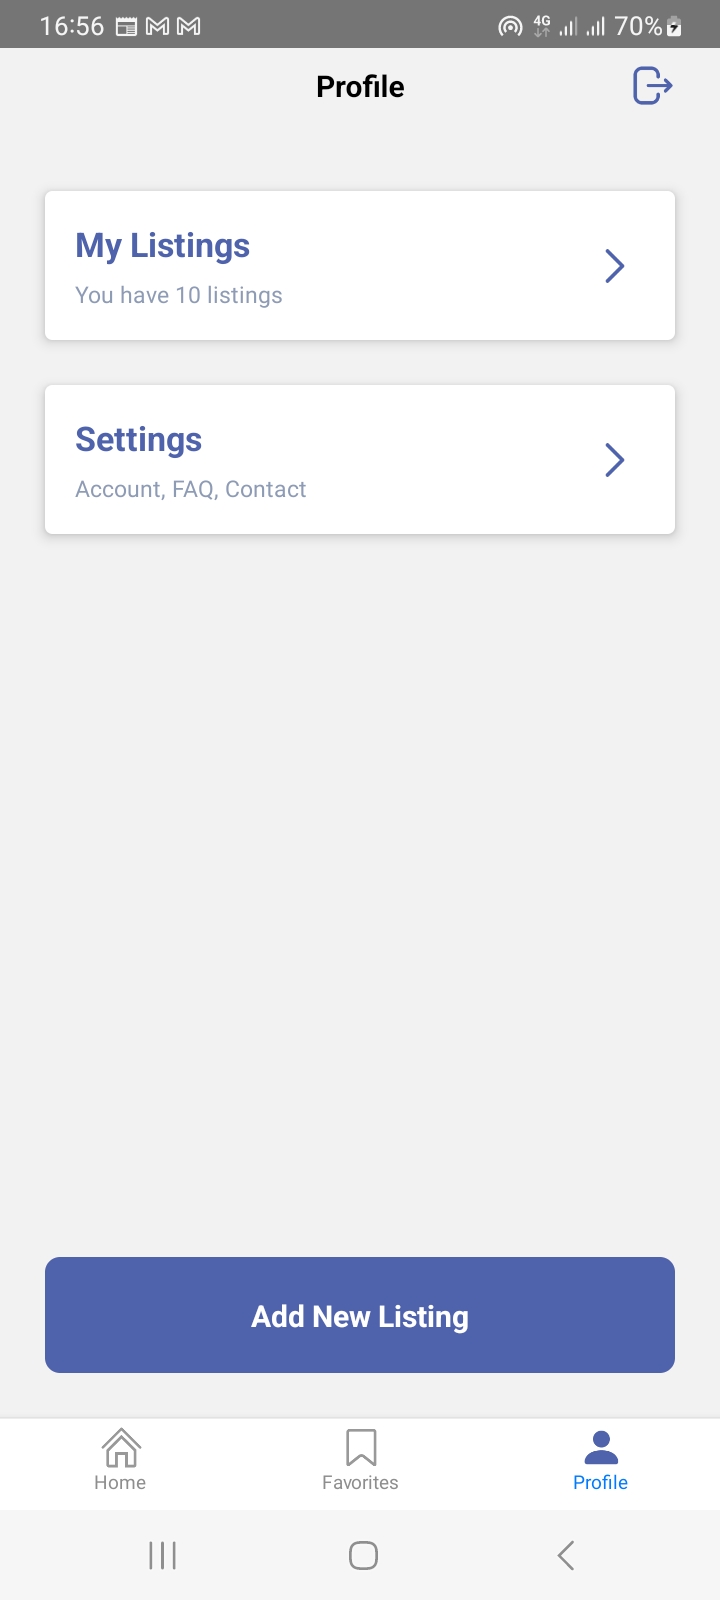 16:56
4G 70%
Profile
My Listings
You have 10 listings
Settings
Account, FAQ, Contact
Add New Listing
Home Favorites Profile